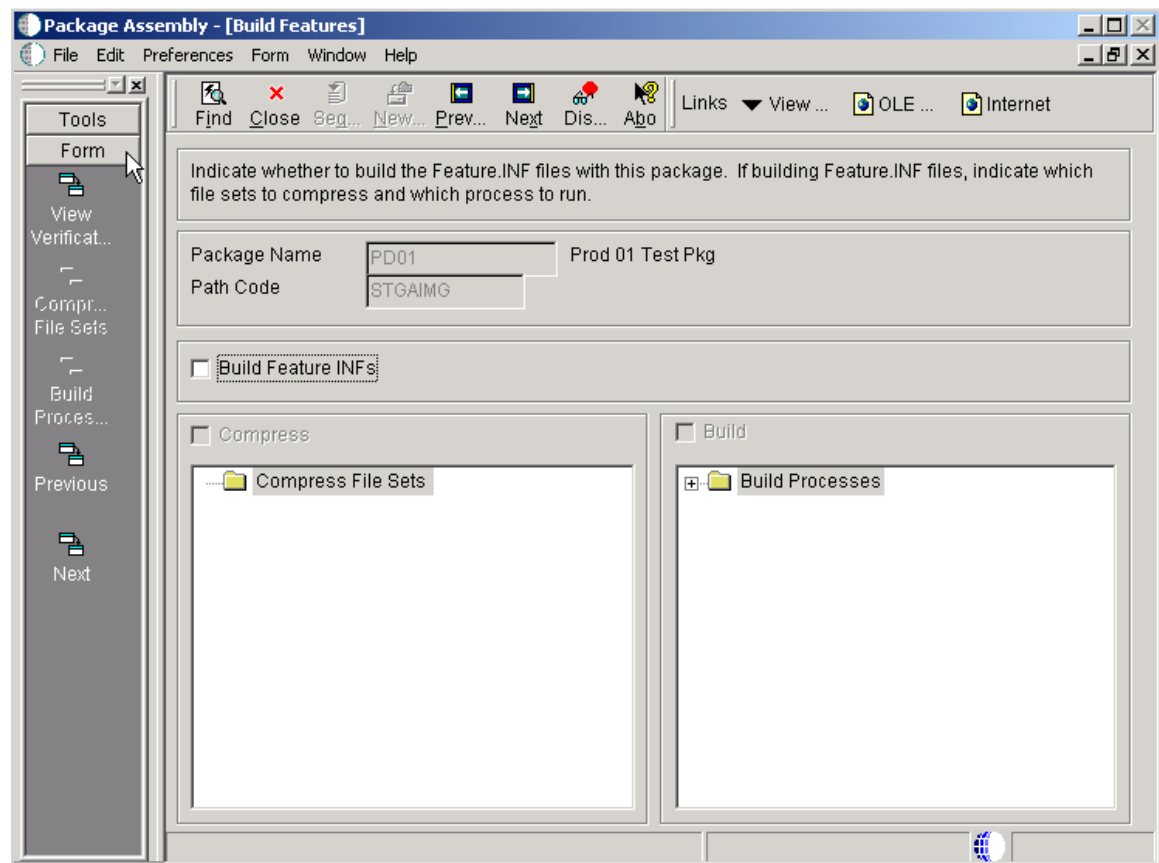 Package Assembly - [Build Features]
File Edit Preferences Form Window Help
Tools
Form
View
Verificat...
Compr...
File Sets
Build
Proces...
Previous
Next
Find Close Seq... New... Prev... Next Dis... Abo
Links View ... OLE ... Internet
Indicate whether to build the Feature.INF files with this package. If building Feature.INF files, indicate which
file sets to compress and which process to run.
Package Name PD01 Prod 01 Test Pkg
Path Code STGAIMG
Build Feature INFs
Compress
Compress File Sets
Build
Build Processes